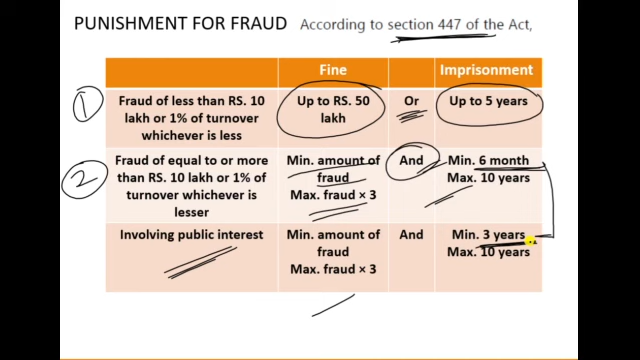 PUNISHMENT FOR FRAUD According to section 447 of the Act,
Fine Imprisonment
1 Fraud of less than RS. 10 lakh or 1% of turnover whichever is less Up to RS. 50 lakh Or Up to 5 years
2 Fraud of equal to or more than RS. 10 lakh or 1% of turnover whichever is lesser Min. amount of fraud Max. fraud × 3 And Min. 6 month Max. 10 years
Involving public interest Min. amount of fraud Max. fraud × 3 And Min. 3 years Max. 10 years